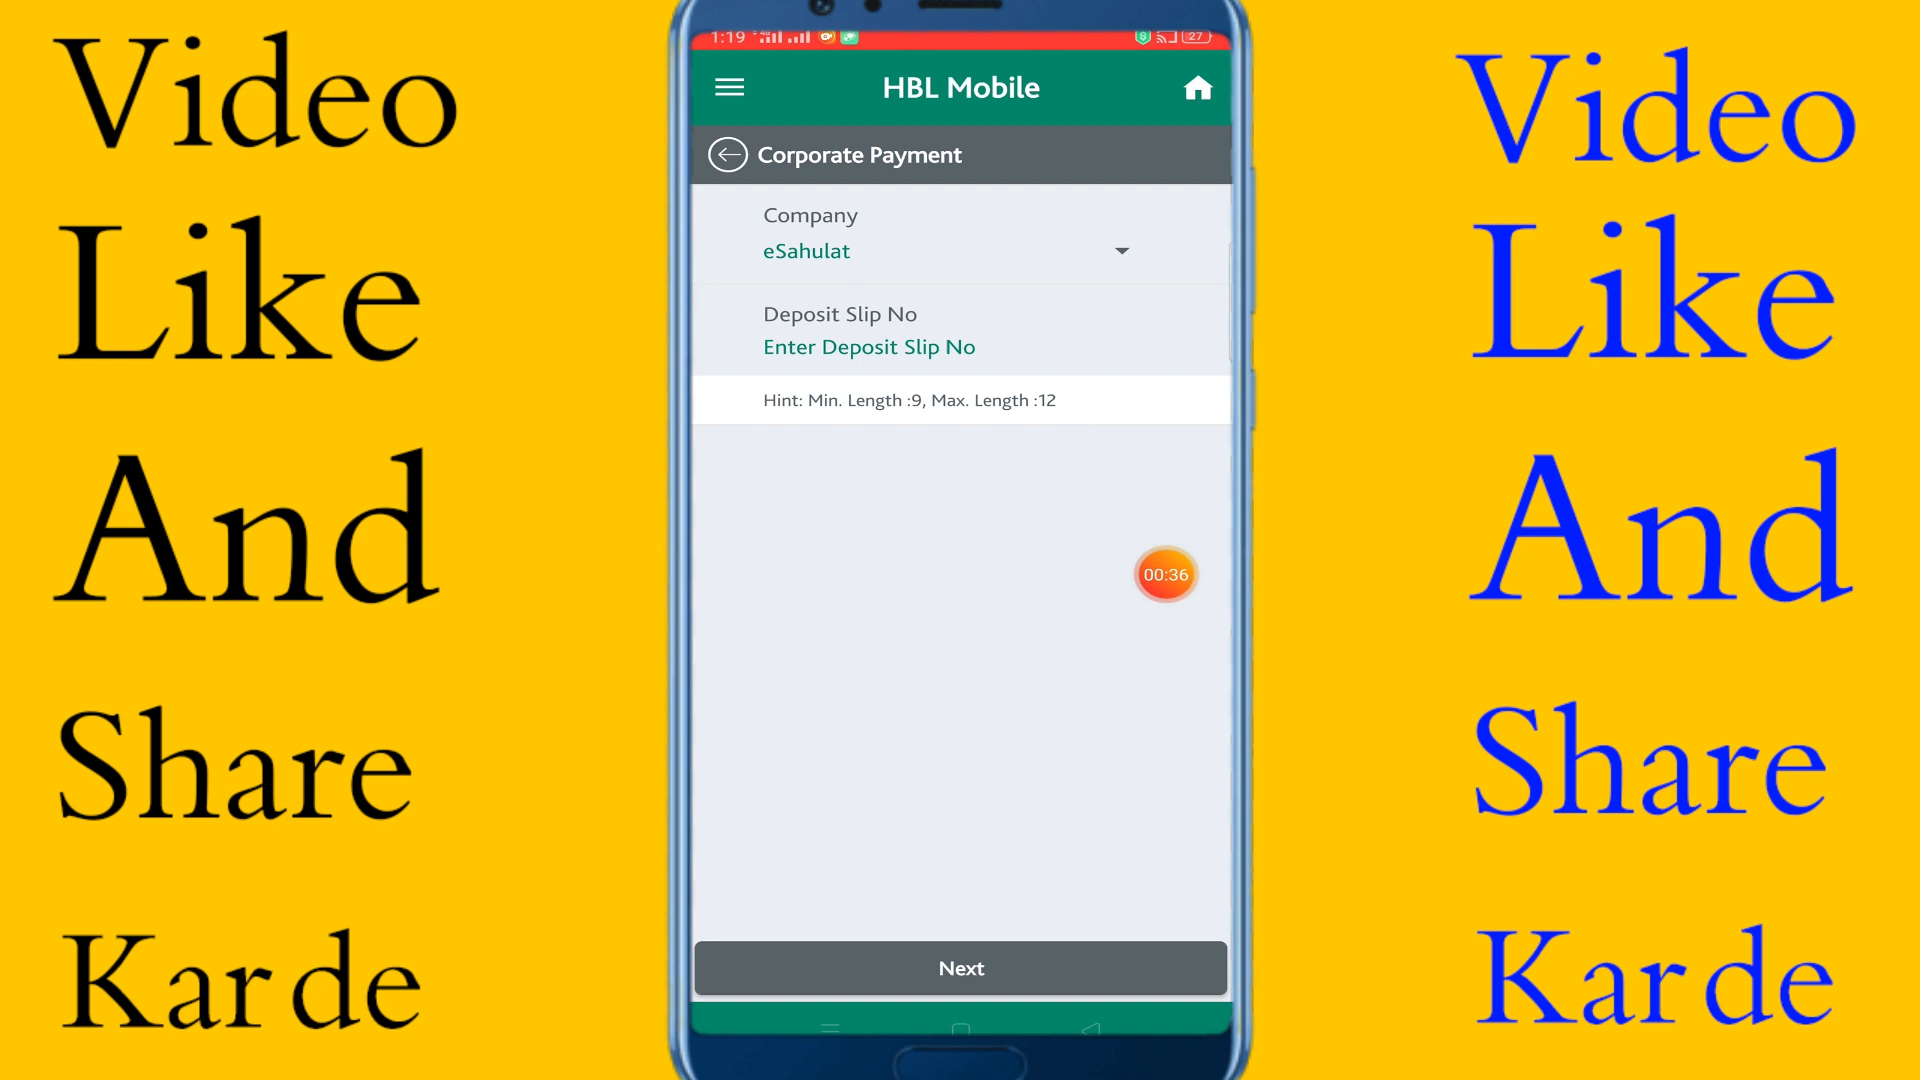 Video
Like
And
Share
Kar de
1:19
27
HBL Mobile
Corporate Payment
Company
eSahulat
Deposit Slip No
Enter Deposit Slip No
Hint: Min. Length :9, Max. Length :12
00:36
Next
Video
Like
And
Share
Kar de